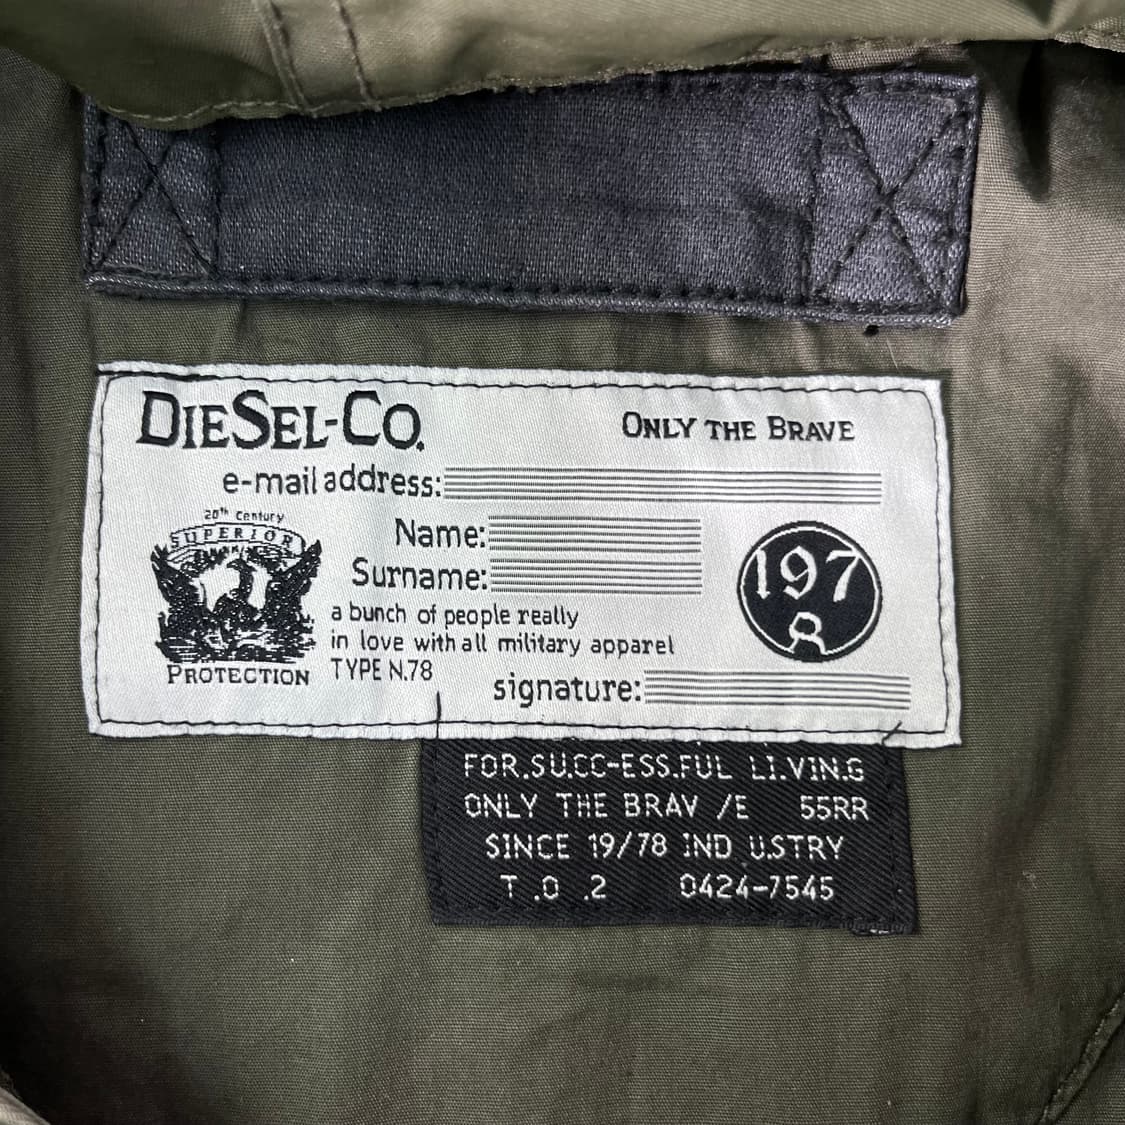 DIESEL-CO.
ONLY THE BRAVE
e-mail address:
20th Century
SUPERIOR
PROTECTION
Name:
Surname:
a bunch of people really
in love with all military apparel
TYPE N.78
197
8
signature:
FOR.SU.CC-ESS.FUL LI.VIN.G
ONLY THE BRAV /E 55RR
SINCE 19/78 IND U.STRY
T .O .2 0424-7545